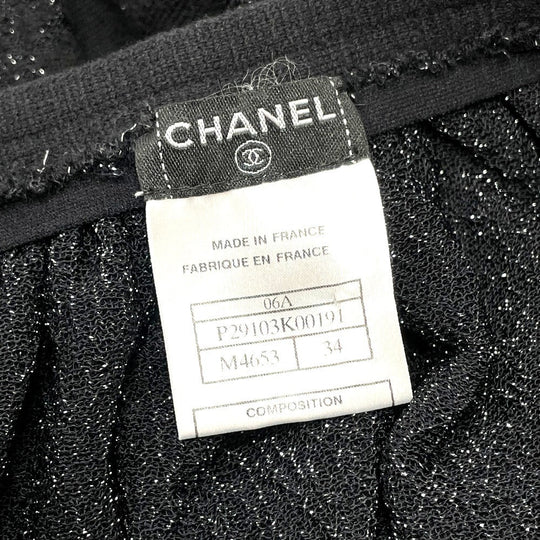 CHANEL
MADE IN FRANCE
FABRIQUE EN FRANCE
06A
P29103K00191
M4653 34
COMPOSITION